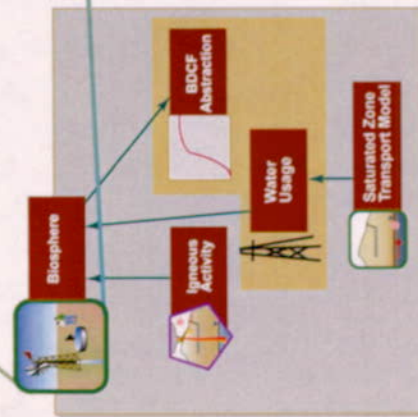 Biosphere
BDCF
Abstraction
Igneous
Activity
Water
Usage
Saturated Zone
Transport Model